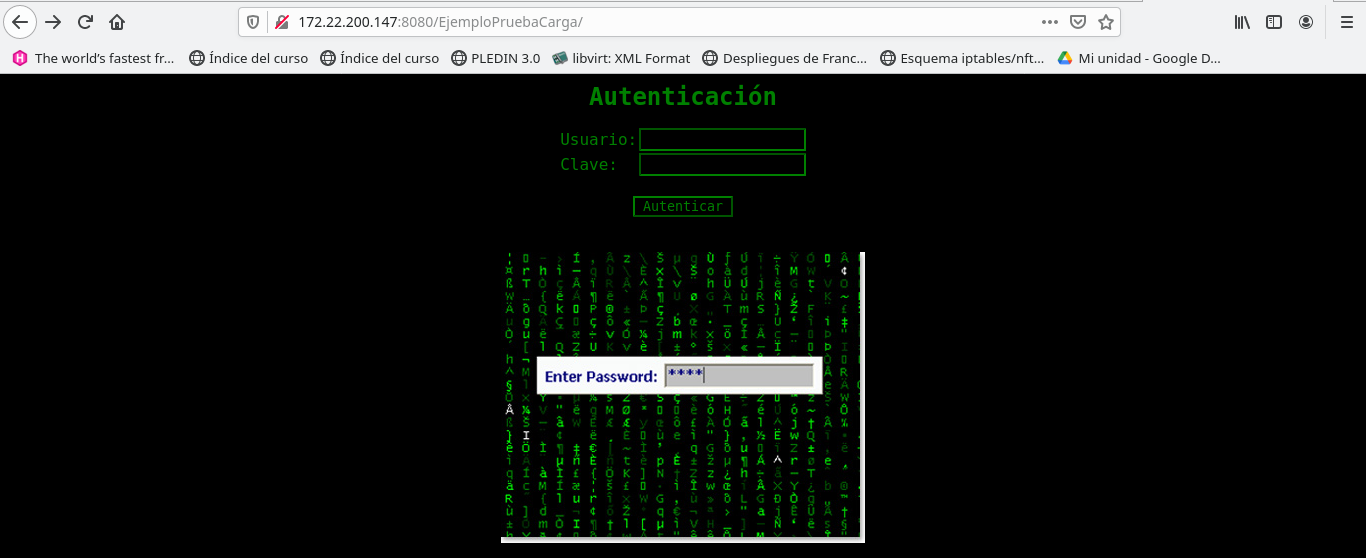 172.22.200.147:8080/EjemploPruebaCarga/
The world's fastest fr... Índice del curso Índice del curso PLEDIN 3.0 libvirt: XML Format Despliegues de Franc... Esquema iptables/nft... Mi unidad - Google D...
Autenticación
Usuario:
Clave:
Autenticar
Enter Password: ****